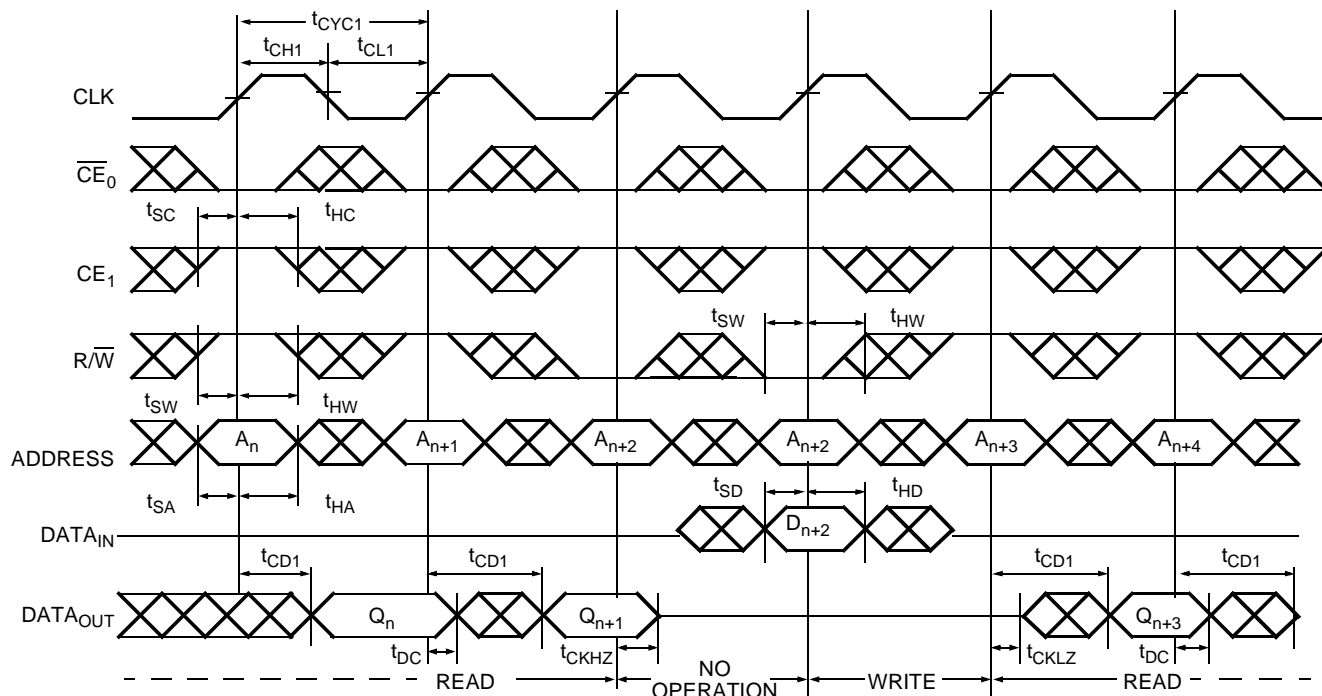 tCYC1
tCH1 tCL1
CLK
CE0
tSC tHC
CE1
tSW tHW
R/W
tSW tHW
ADDRESS An An+1 An+2 An+2 An+3 An+4
tSA tHA tSD tHD
DATAIN Dn+2
tCD1 tCD1 tCD1 tCD1
DATAOUT Qn Qn+1 Qn+3
tDC tCKHZ tCKLZ tDC
READ NO OPERATION WRITE READ